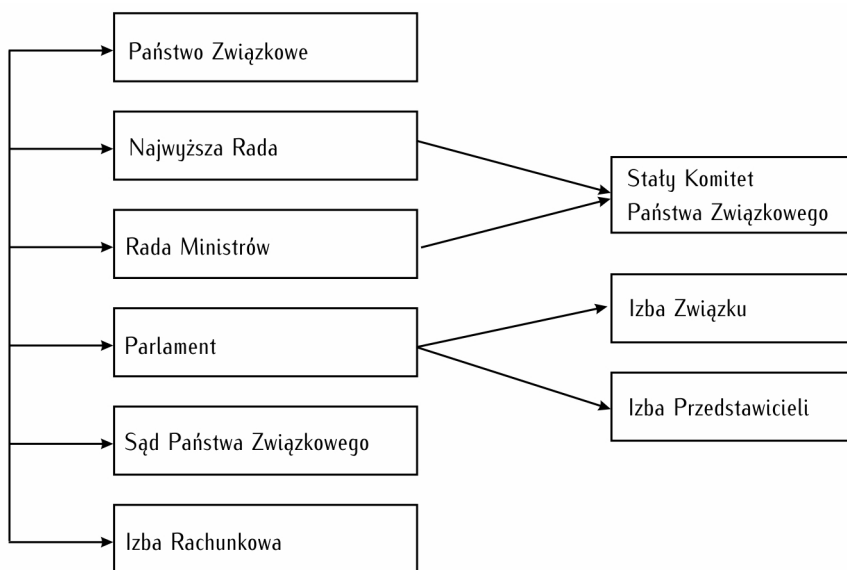 Państwo Związkowe
Najwyższa Rada
Rada Ministrów
Parlament
Sąd Państwa Związkowego
Izba Rachunkowa
Stały Komitet
Państwa Związkowego
Izba Związku
Izba Przedstawicieli